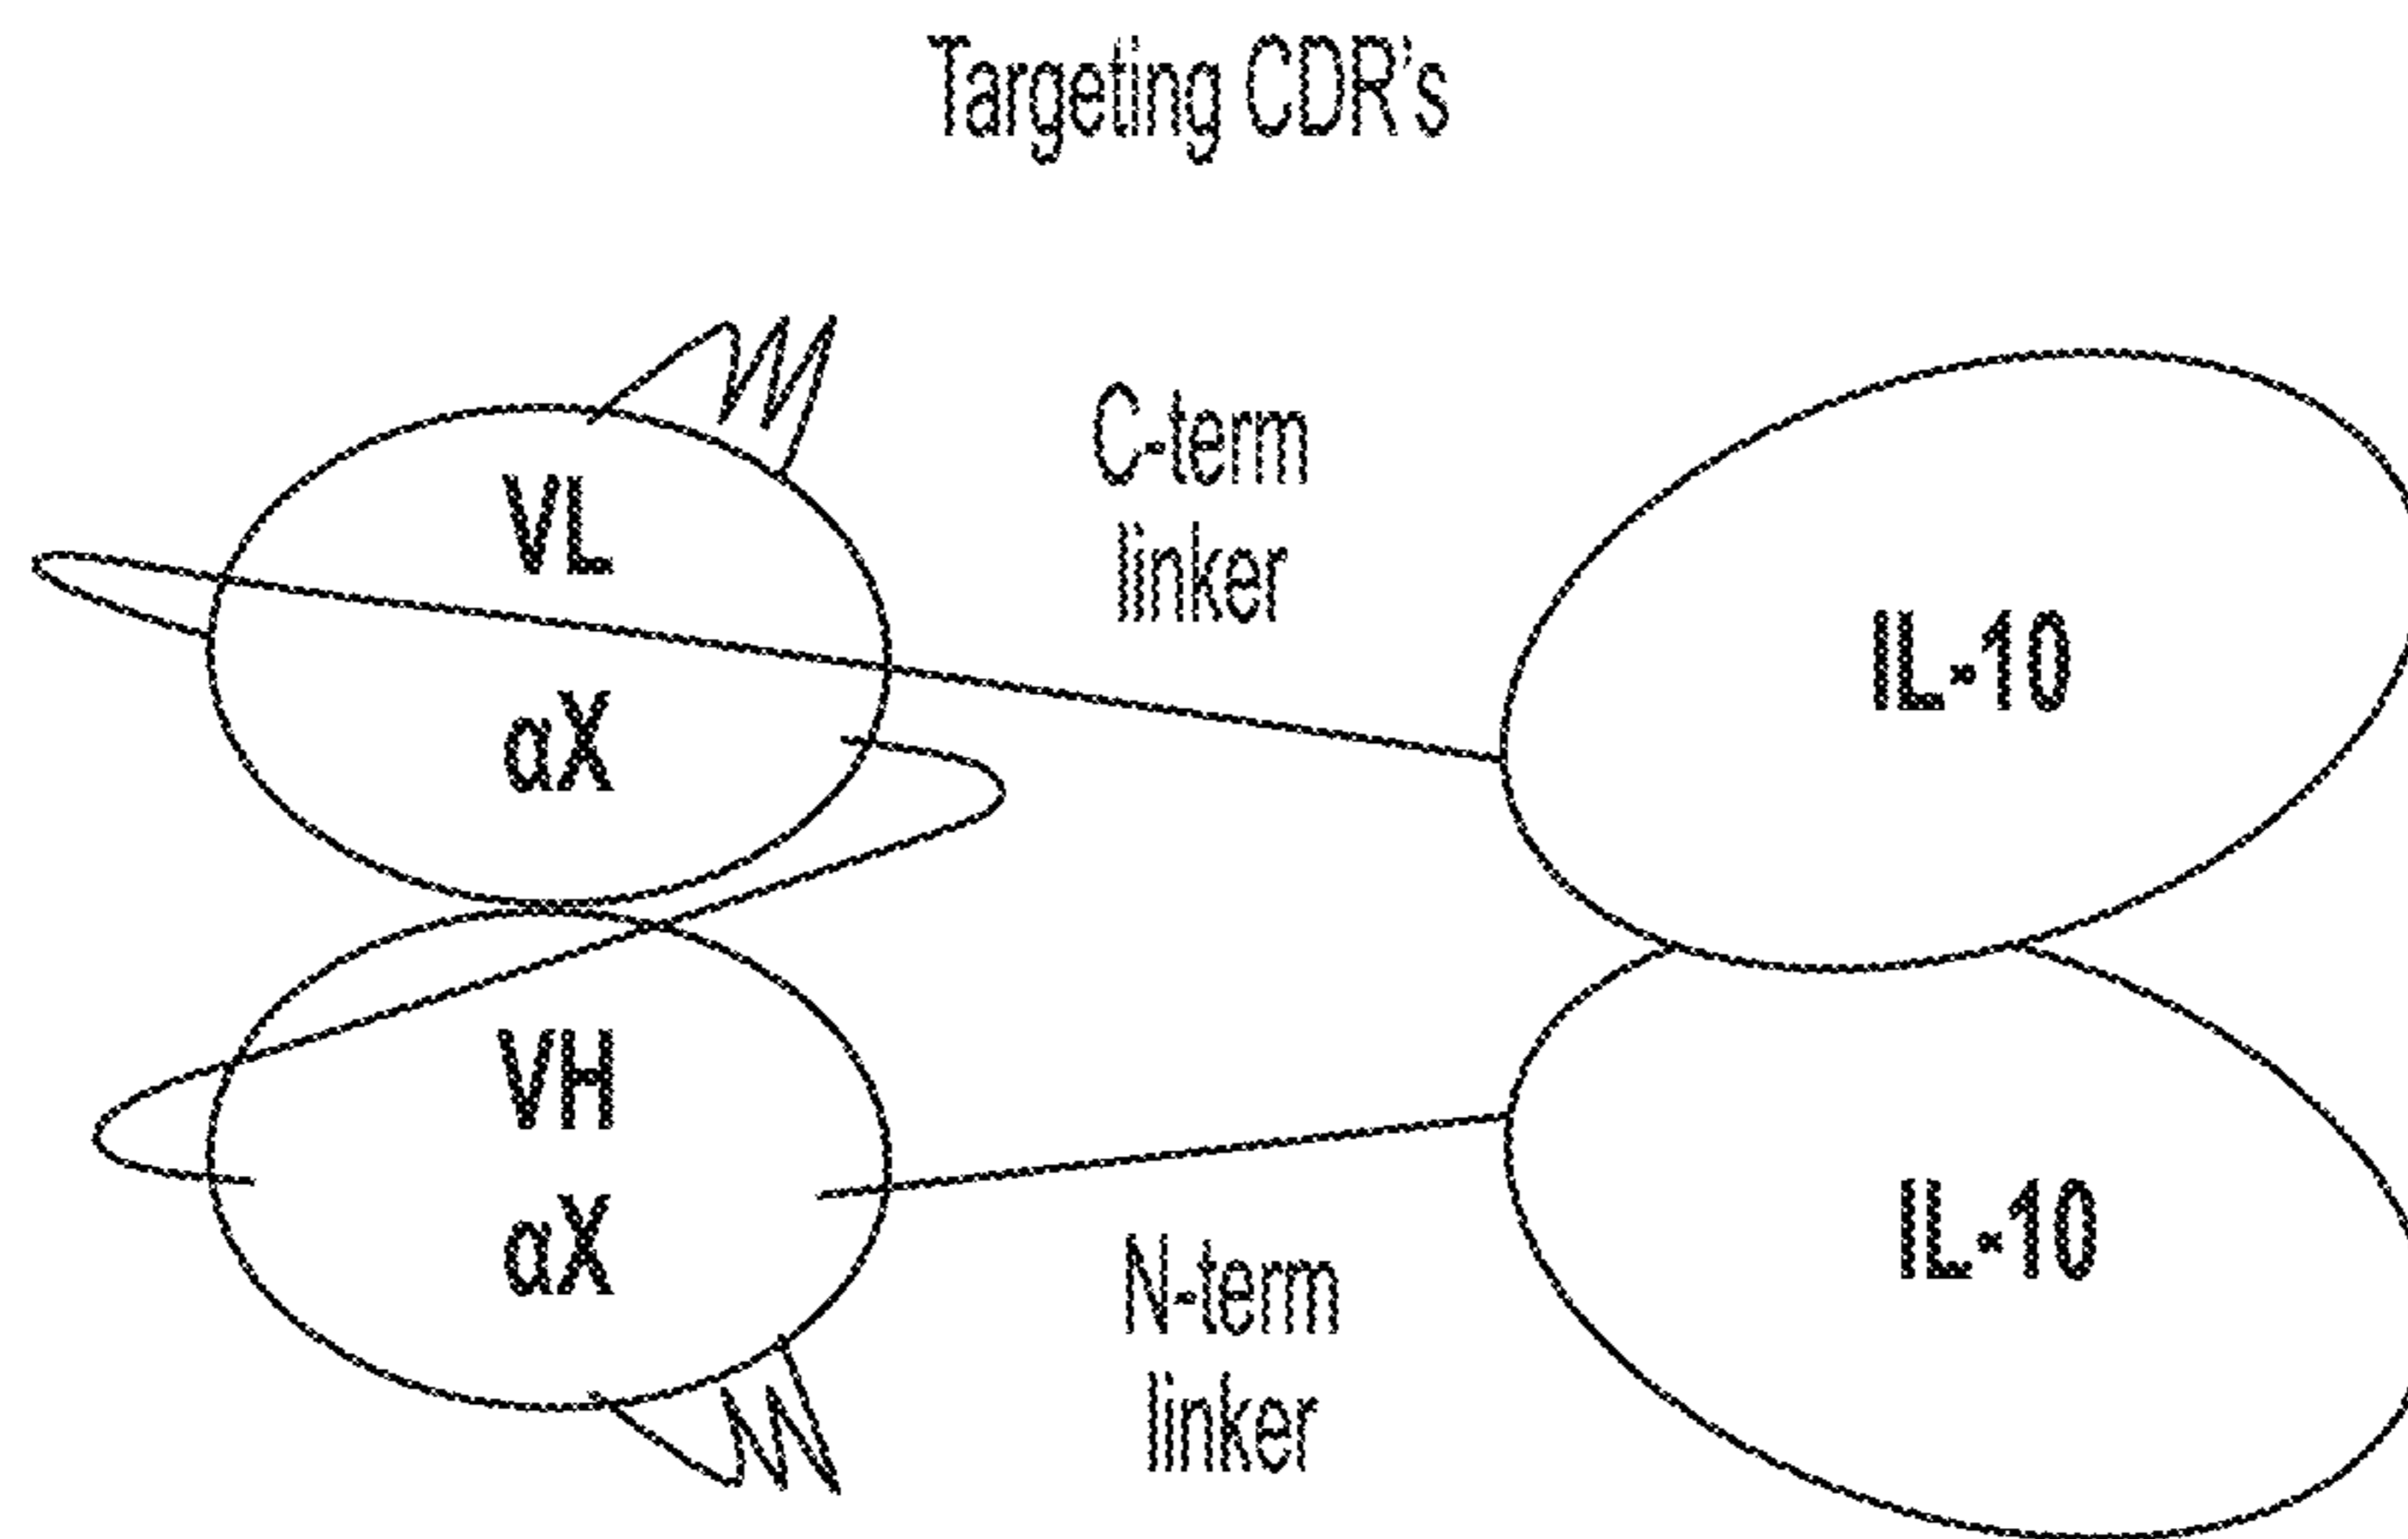 Targeting CDR's
VL
αX
C-term
linker
IL-10
VH
αX
N-term
linker
IL-10